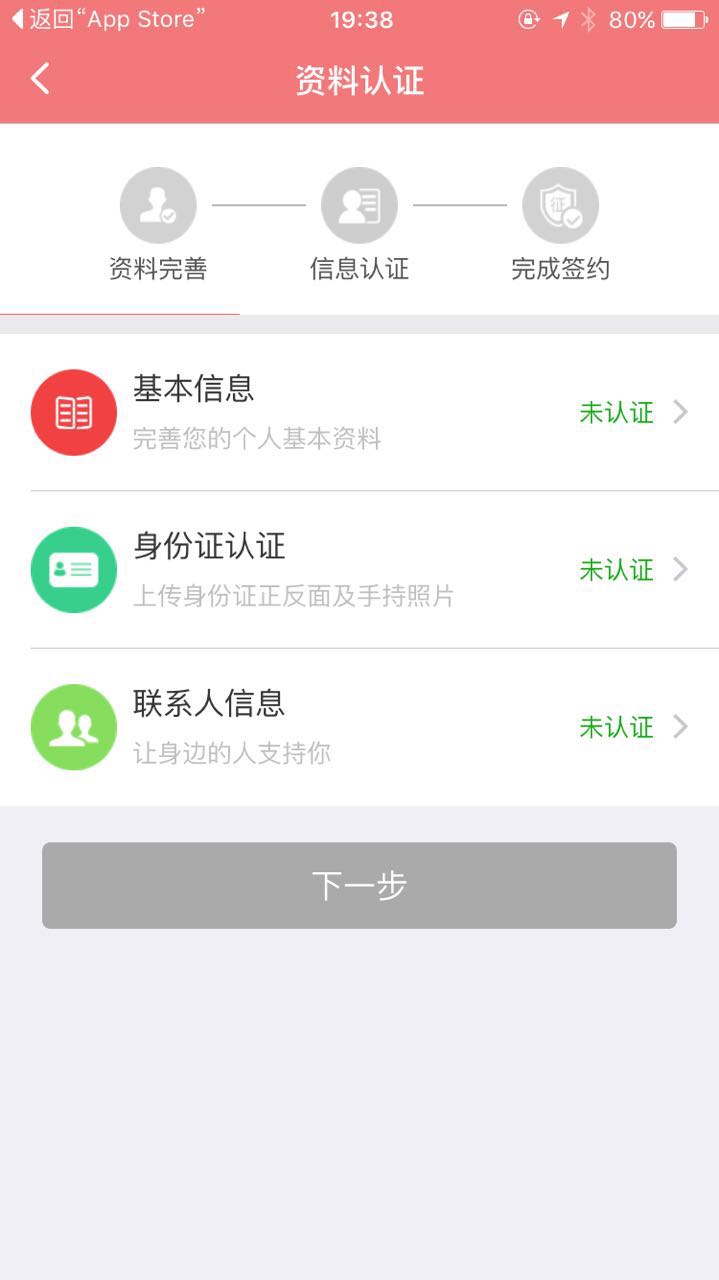 返回“App Store” 19:38 80%
资料认证
资料完善 信息认证 完成签约
基本信息
完善您的个人基本资料
未认证
身份证认证
上传身份证正反面及手持照片
未认证
联系人信息
让身边的人支持你
未认证
下一步